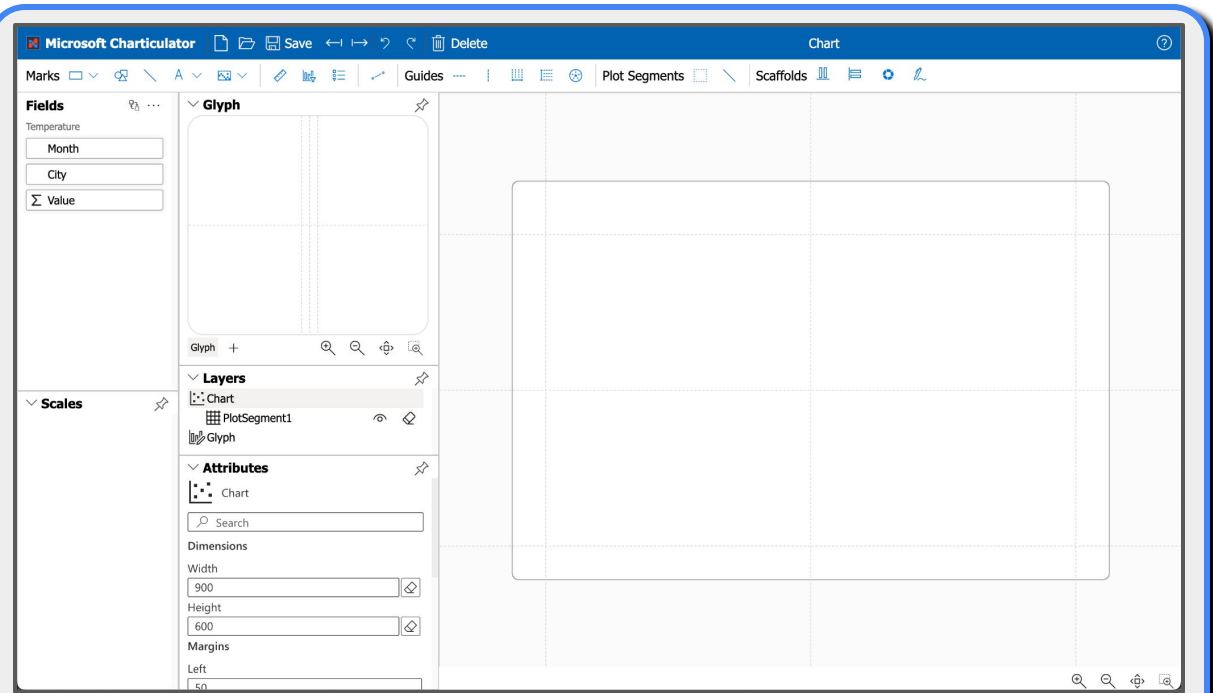 Microsoft Charticulator Save Delete Chart
Marks Guides Plot Segments Scaffolds
Fields
Temperature
Month
City
Σ Value
Scales
Glyph
Glyph +
Layers
Chart
PlotSegment1
Glyph
Attributes
Chart
Search
Dimensions
Width
900
Height
600
Margins
Left
50